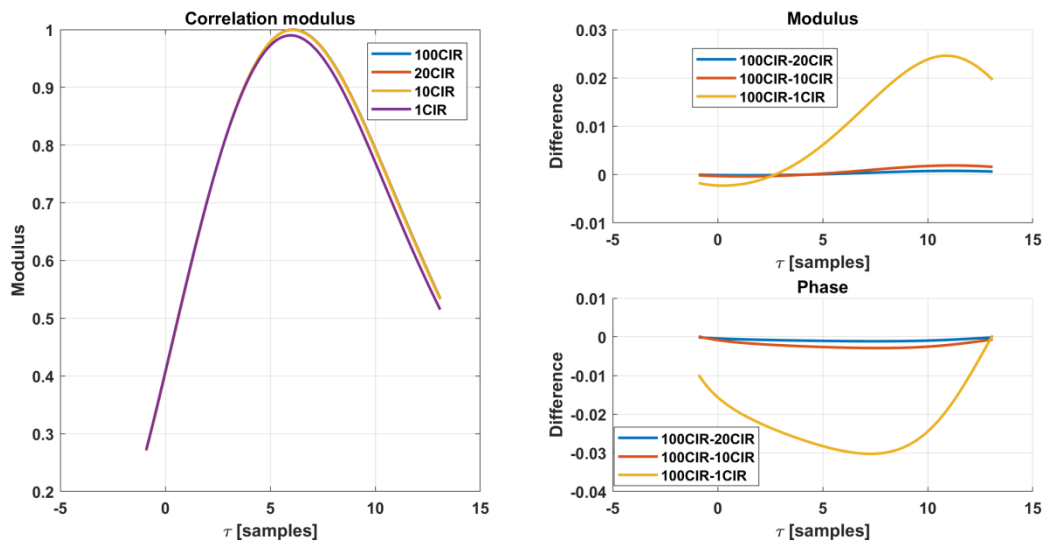 Correlation modulus
Modulus
1
0.9
0.8
0.7
0.6
0.5
0.4
0.3
0.2
-5 0 5 10 15
τ [samples]
100CIR
20CIR
10CIR
1CIR
Modulus
Difference
0.03
0.02
0.01
0
-0.01
-5 0 5 10 15
τ [samples]
100CIR-20CIR
100CIR-10CIR
100CIR-1CIR
Phase
Difference
0.01
0
-0.01
-0.02
-0.03
-0.04
-5 0 5 10 15
τ [samples]
100CIR-20CIR
100CIR-10CIR
100CIR-1CIR